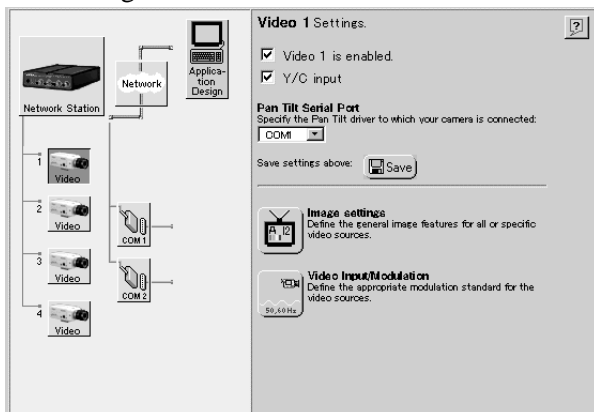 Network Station
Network
Applica-
tion
Design
1
Video
2
Video
3
Video
4
Video
COM 1
COM 2
Video 1 Settings.
?
Video 1 is enabled.
Y/C input
Pan Tilt Serial Port
Specify the Pan Tilt driver to which your camera is connected:
COM1
Save settings above:
Save
Image settings
Define the general image features for all or specific
video sources.
Video Input/Modulation
Define the appropriate modulation standard for the
video sources.
50,60Hz